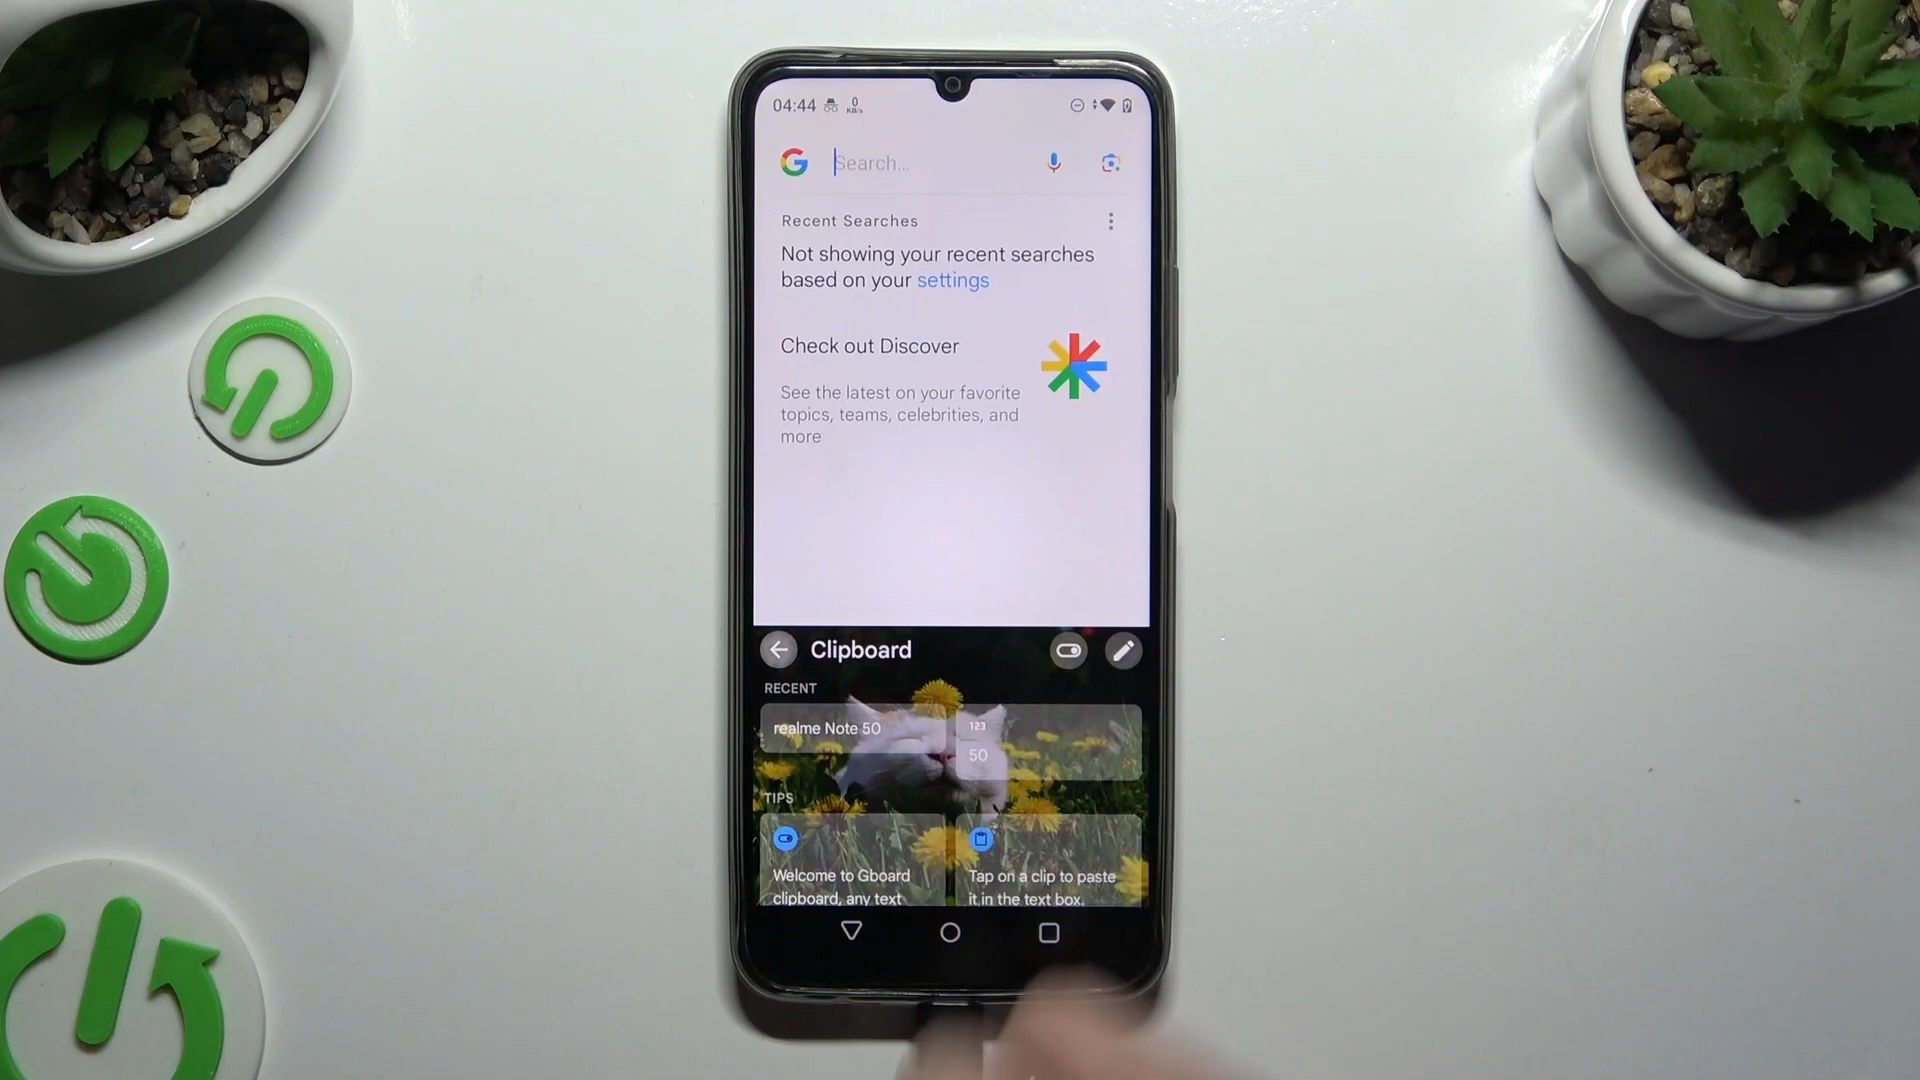 04:44 0 KB/s
Search...
Recent Searches
Not showing your recent searches
based on your settings
Check out Discover
See the latest on your favorite
topics, teams, celebrities, and
more
Clipboard
RECENT
realme Note 50
123
50
TIPS
Welcome to Gboard
clipboard, any text
Tap on a clip to paste
it in the text box.